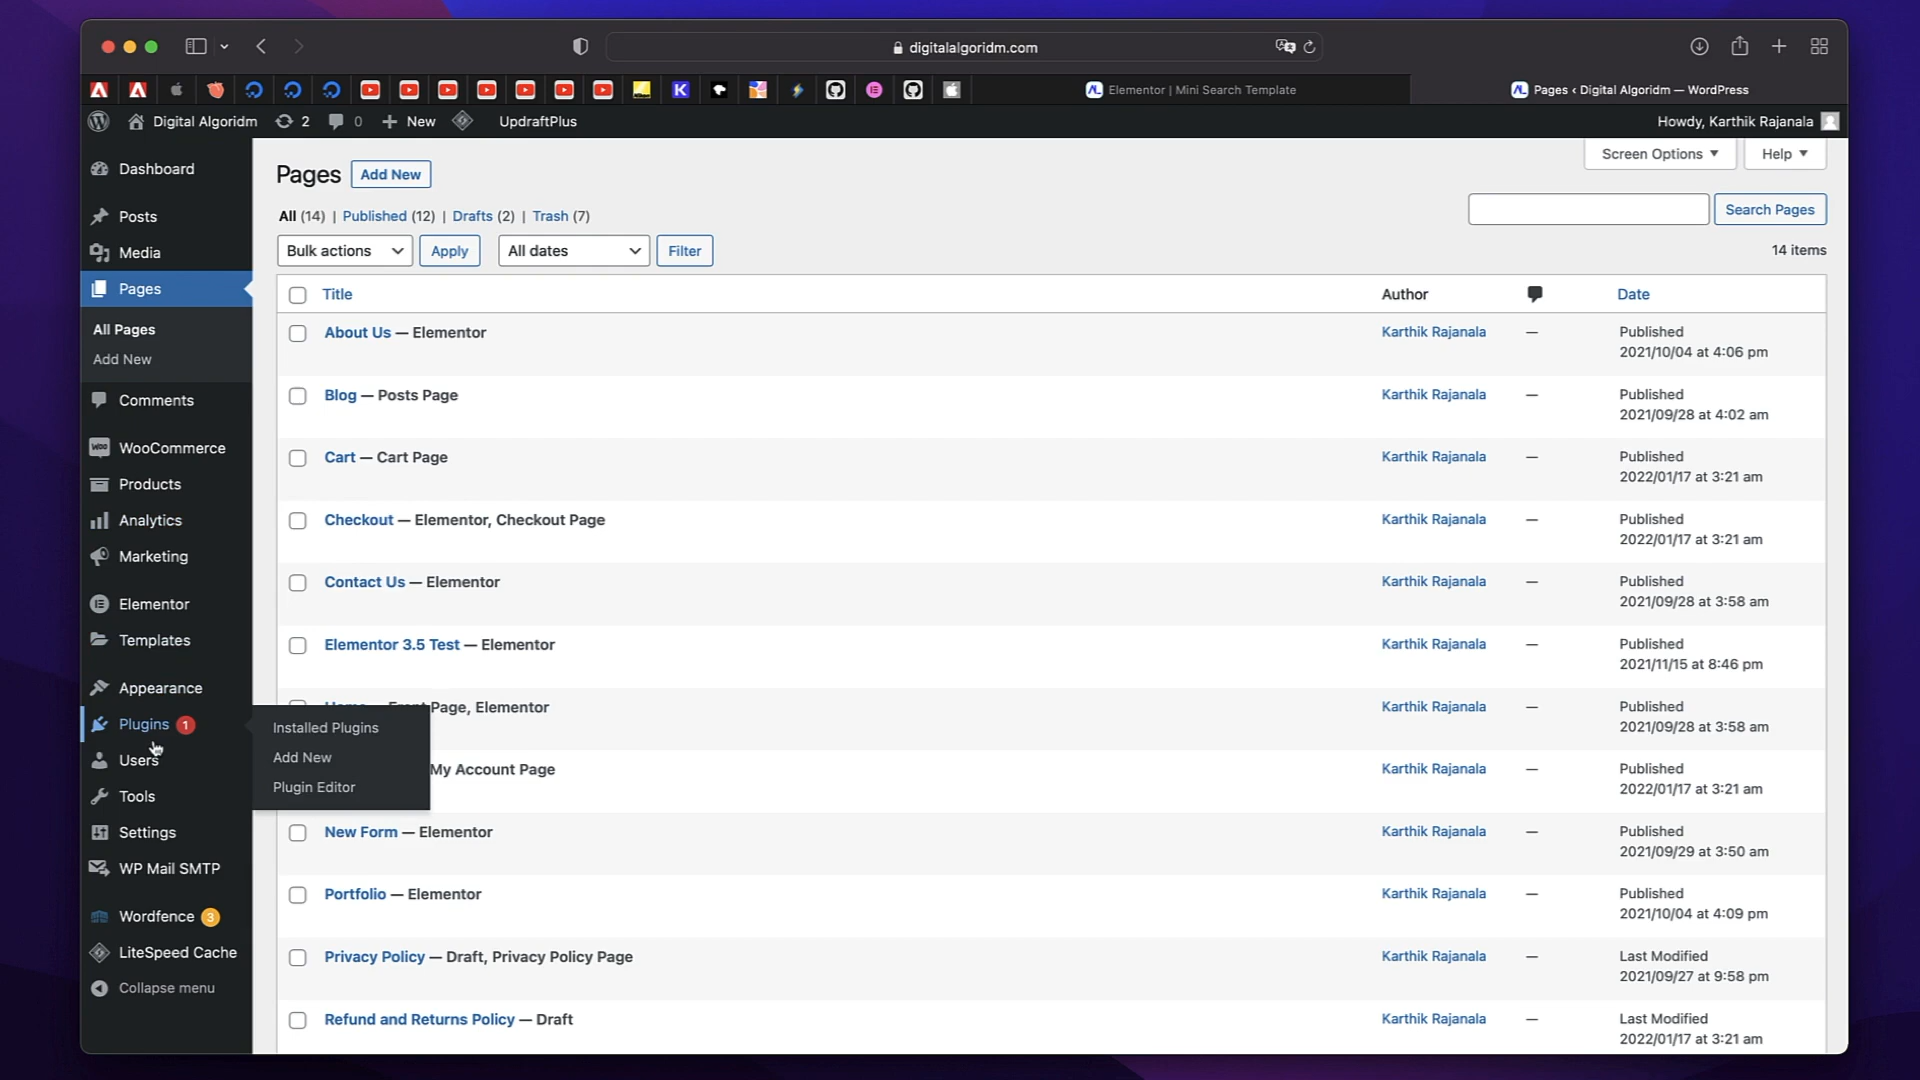 digitalalgoridm.com
Elementor | Mini Search Template
Pages ‹ Digital Algoridm — WordPress
Digital Algoridm
2
0
New
UpdraftPlus
Howdy, Karthik Rajanala
Dashboard
Posts
Media
Pages
All Pages
Add New
Comments
WooCommerce
Products
Analytics
Marketing
Elementor
Templates
Appearance
Plugins 1
Users
Tools
Settings
WP Mail SMTP
Wordfence 3
LiteSpeed Cache
Collapse menu
Installed Plugins
Add New
Plugin Editor
Screen Options
Help
Pages Add New
All (14) | Published (12) | Drafts (2) | Trash (7)
Search Pages
Bulk actions Apply All dates Filter
14 items
Title Author Date
About Us — Elementor Karthik Rajanala — Published
2021/10/04 at 4:06 pm
Blog — Posts Page Karthik Rajanala — Published
2021/09/28 at 4:02 am
Cart — Cart Page Karthik Rajanala — Published
2022/01/17 at 3:21 am
Checkout — Elementor, Checkout Page Karthik Rajanala — Published
2022/01/17 at 3:21 am
Contact Us — Elementor Karthik Rajanala — Published
2021/09/28 at 3:58 am
Elementor 3.5 Test — Elementor Karthik Rajanala — Published
2021/11/15 at 8:46 pm
Home — Front Page, Elementor Karthik Rajanala — Published
2021/09/28 at 3:58 am
My Account Page Karthik Rajanala — Published
2022/01/17 at 3:21 am
New Form — Elementor Karthik Rajanala — Published
2021/09/29 at 3:50 am
Portfolio — Elementor Karthik Rajanala — Published
2021/10/04 at 4:09 pm
Privacy Policy — Draft, Privacy Policy Page Karthik Rajanala — Last Modified
2021/09/27 at 9:58 pm
Refund and Returns Policy — Draft Karthik Rajanala — Last Modified
2022/01/17 at 3:21 am